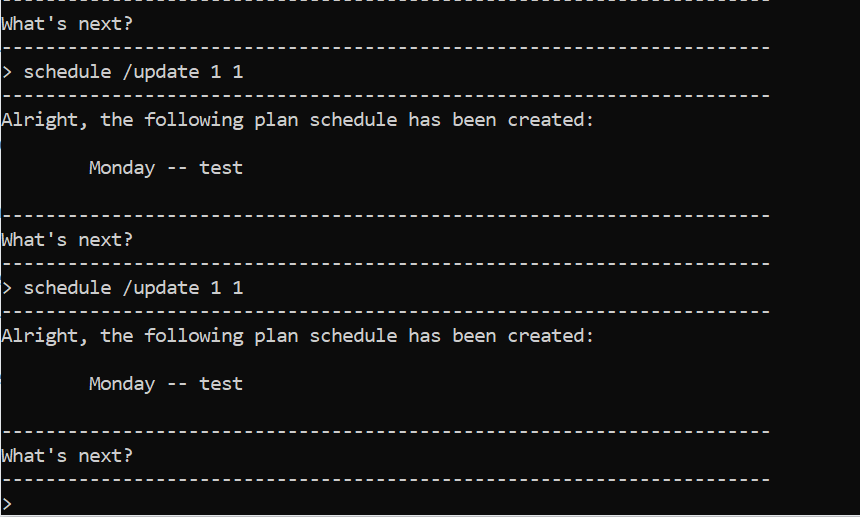 ----------------------------------------------------------------------
What's next?
----------------------------------------------------------------------
> schedule /update 1 1
----------------------------------------------------------------------
Alright, the following plan schedule has been created:
Monday -- test
----------------------------------------------------------------------
What's next?
----------------------------------------------------------------------
> schedule /update 1 1
----------------------------------------------------------------------
Alright, the following plan schedule has been created:
Monday -- test
----------------------------------------------------------------------
What's next?
----------------------------------------------------------------------
>